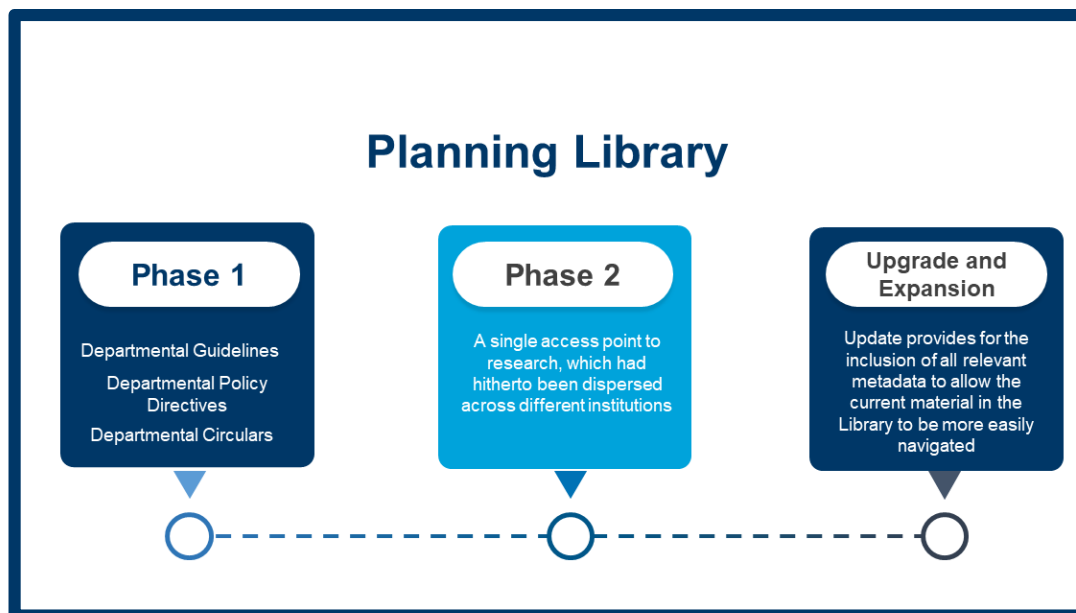 Planning Library
Phase 1
Departmental Guidelines
Departmental Policy
Directives
Departmental Circulars
Phase 2
A single access point to
research, which had
hitherto been dispersed
across different institutions
Upgrade and
Expansion
Update provides for the
inclusion of all relevant
metadata to allow the
current material in the
Library to be more easily
navigated